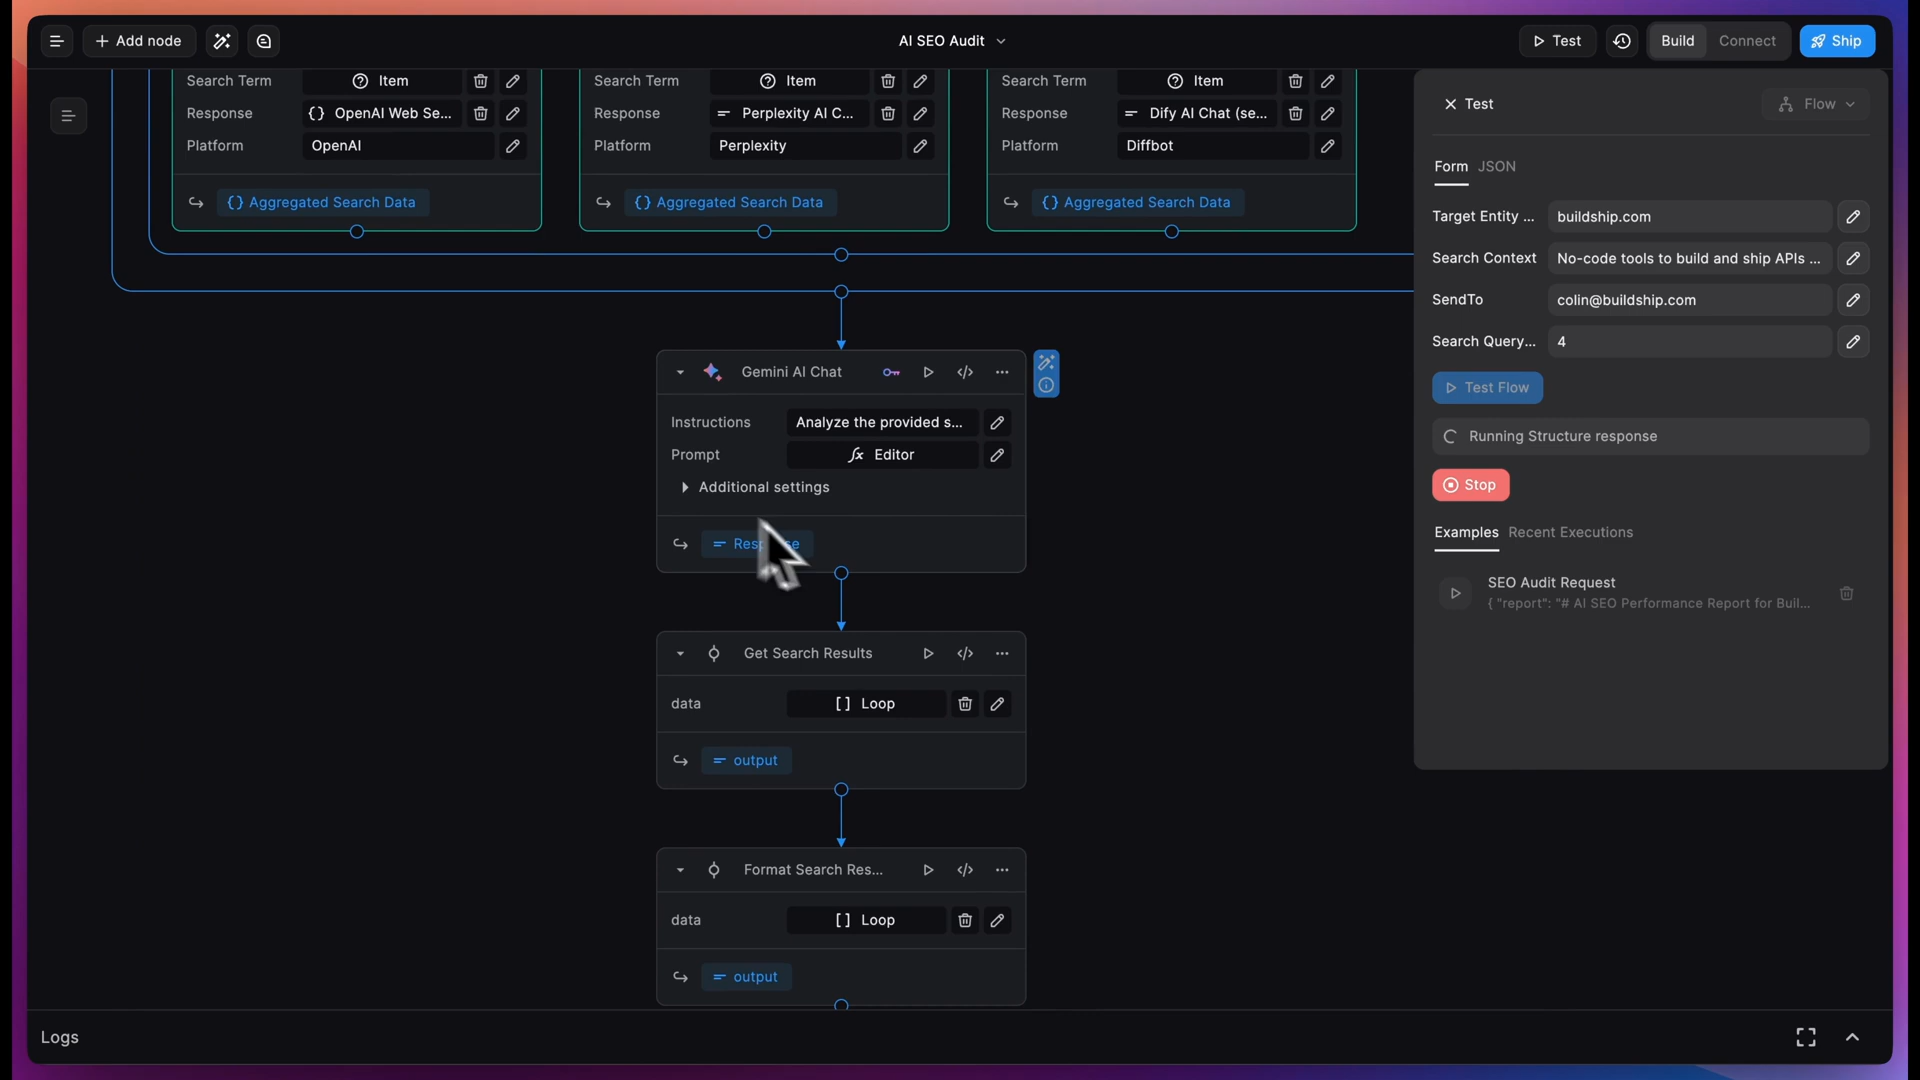 Add node
AI SEO Audit
Test
Build
Connect
Ship
Search Term
Item
Response
OpenAI Web Se...
Platform
OpenAI
Aggregated Search Data
Search Term
Item
Response
Perplexity AI C...
Platform
Perplexity
Aggregated Search Data
Search Term
Item
Response
Dify AI Chat (se...
Platform
Diffbot
Aggregated Search Data
Gemini AI Chat
Instructions
Analyze the provided s...
Prompt
Editor
Additional settings
Get Search Results
data
[] Loop
output
Format Search Res...
data
[] Loop
output
Test
Flow
Form
JSON
Target Entity ...
buildship.com
Search Context
No-code tools to build and ship APIs ...
SendTo
colin@buildship.com
Search Query...
4
Test Flow
Running Structure response
Stop
Examples
Recent Executions
SEO Audit Request
{ "report": "# AI SEO Performance Report for Buil...
Logs